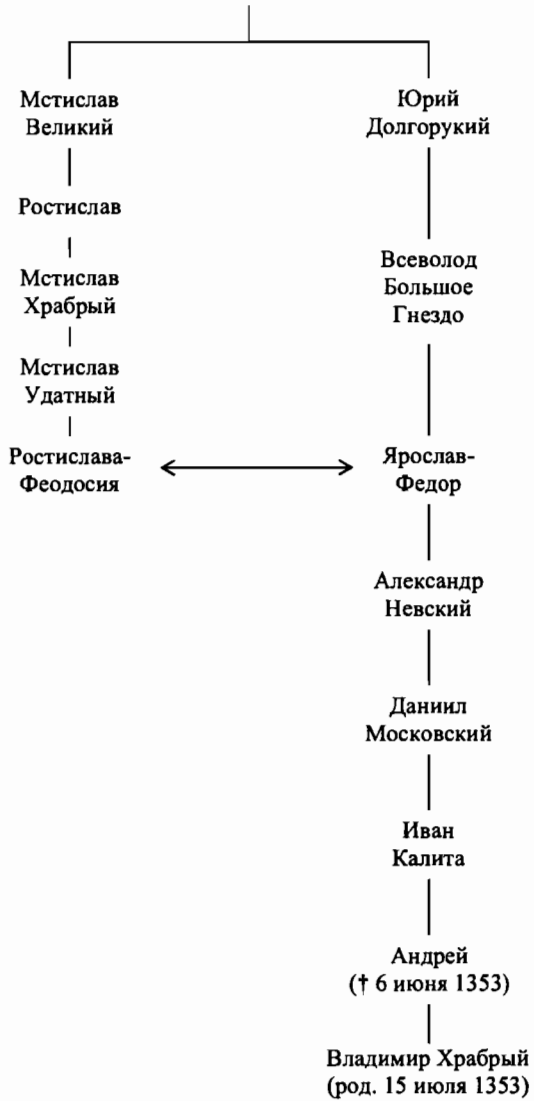 Мстислав
Великий
Юрий
Долгорукий
Ростислав
Всеволод
Большое
Гнездо
Мстислав
Храбрый
Мстислав
Удатный
Ростислава-
Феодосия
Ярослав-
Федор
Александр
Невский
Даниил
Московский
Иван
Калита
Андрей
(† 6 июня 1353)
Владимир Храбрый
(род. 15 июля 1353)